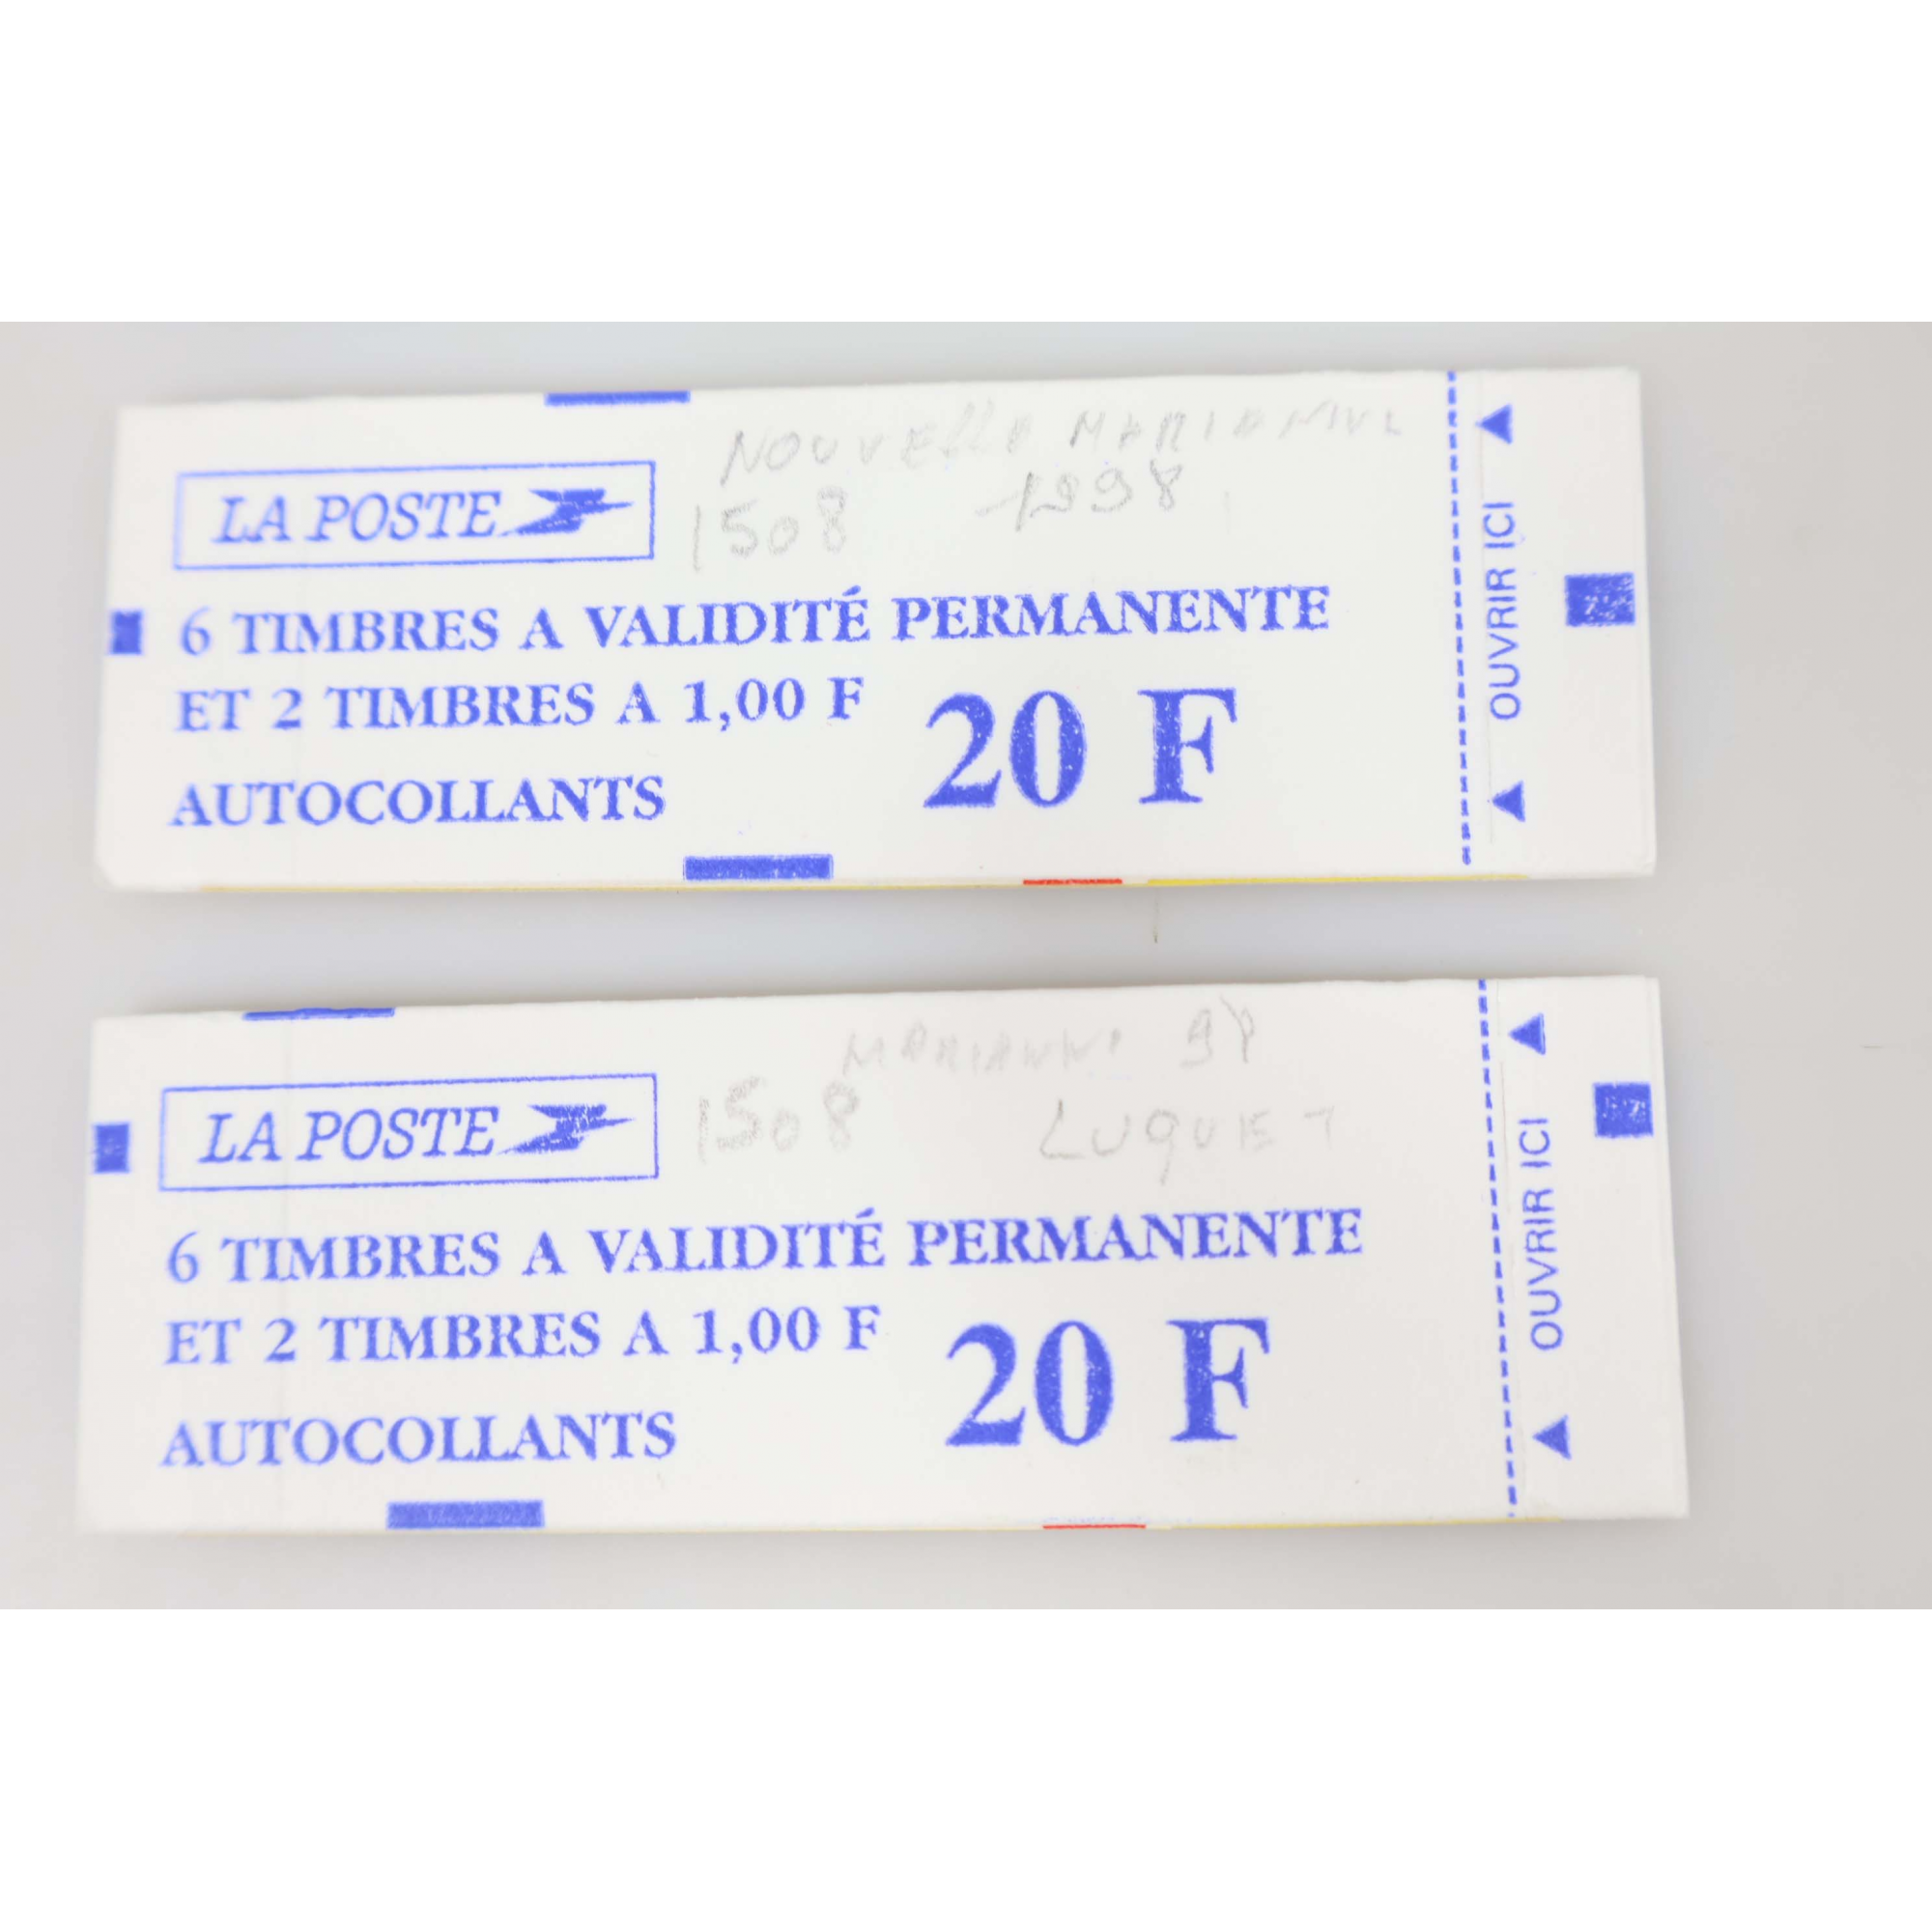 NOUVELLE MARIANNE
LA POSTE 1508 1998
6 TIMBRES A VALIDITÉ PERMANENTE
ET 2 TIMBRES A 1,00 F
20 F
AUTOCOLLANTS
OUVRIR ICI
MARIANNE 98
LA POSTE 1508 LUQUET
6 TIMBRES A VALIDITÉ PERMANENTE
ET 2 TIMBRES A 1,00 F
20 F
AUTOCOLLANTS
OUVRIR ICI